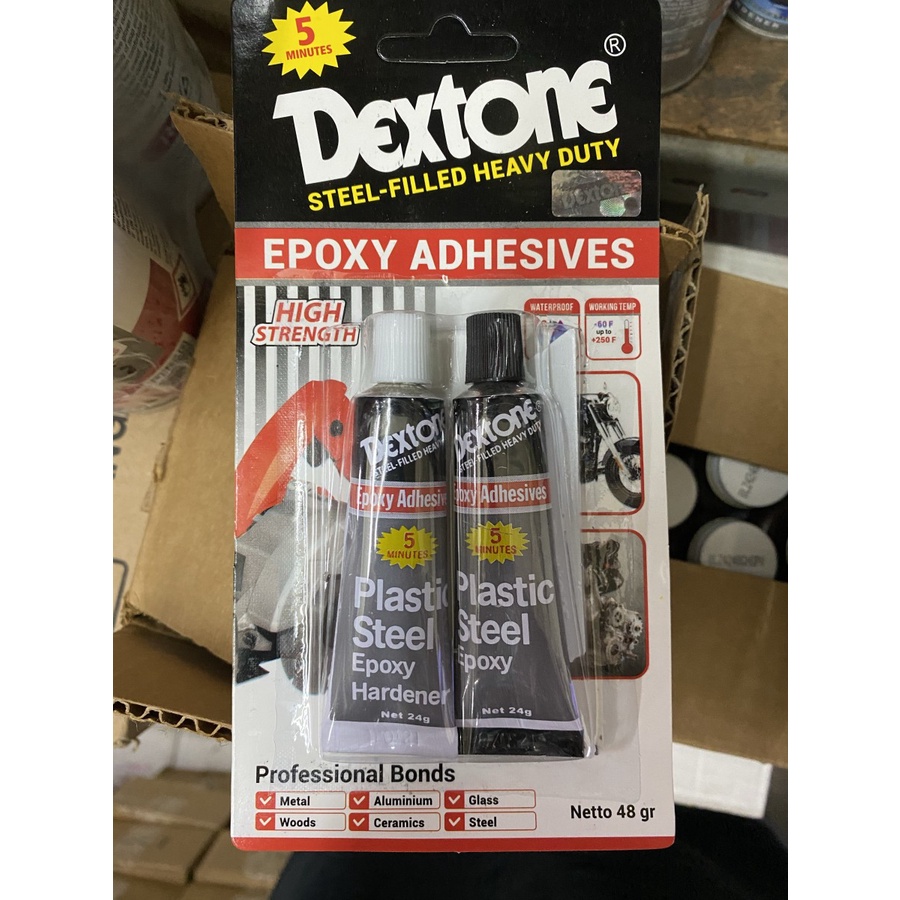 5
MINUTES
DEXTONE®
STEEL-FILLED HEAVY DUTY
DEXTONE
EPOXY ADHESIVES
HIGH
STRENGTH
WATERPROOF
WORKING TEMP
-60 F
up to
+250 F
DEXTONE
STEEL-FILLED HEAVY
Epoxy Adhesive
5
MINUTES
Plastic
Steel
Epoxy
Hardener
Net 24g
DEXTONE®
STEEL-FILLED HEAVY DUTY
Epoxy Adhesives
5
MINUTES
Plastic
Steel
Epoxy
Net 24g
Professional Bonds
Metal Aluminium Glass
Woods Ceramics Steel
Netto 48 gr